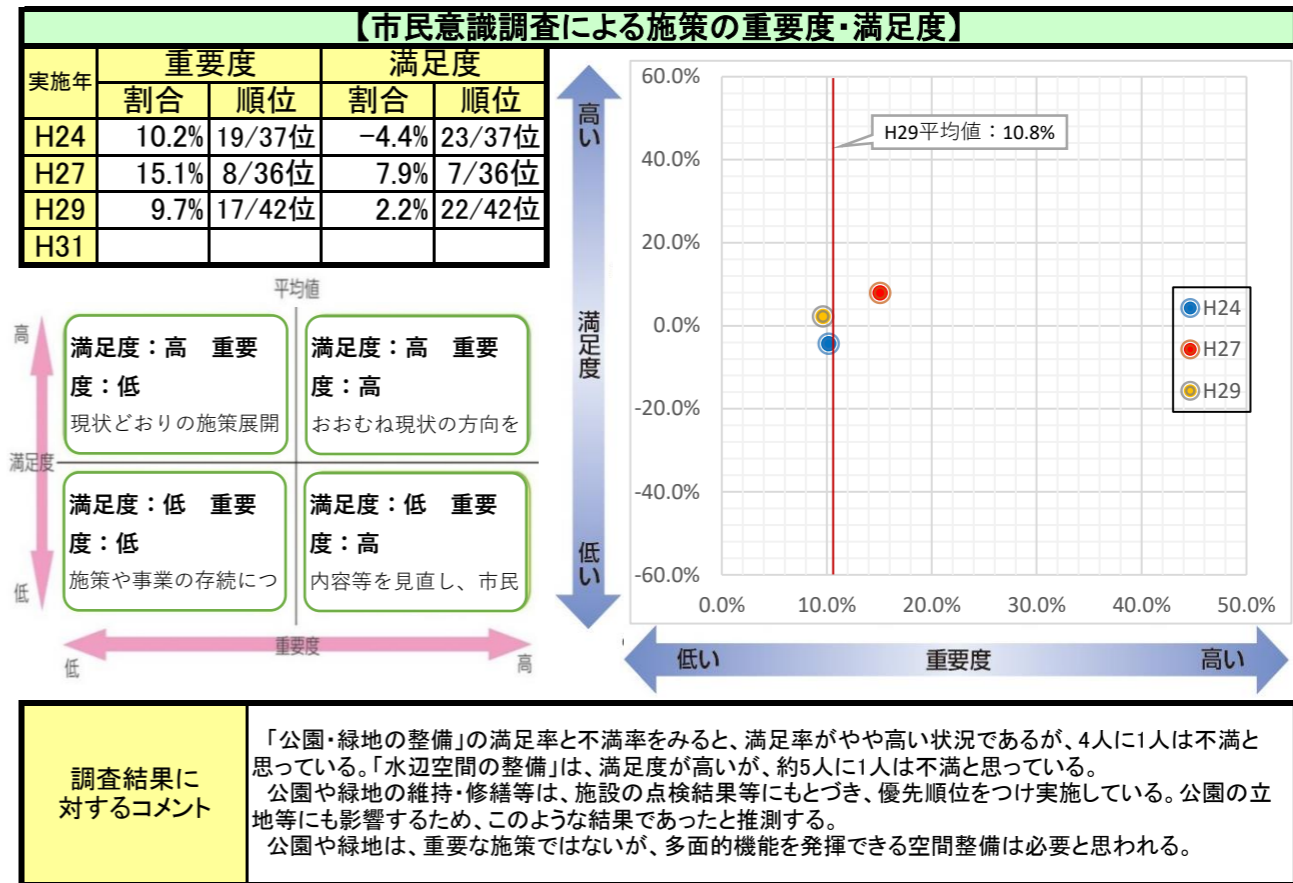 【市民意識調査による施策の重要度･満足度】
実施年 重要度 満足度
割合 順位 割合 順位
H24 10.2% 19/37位 -4.4% 23/37位
H27 15.1% 8/36位 7.9% 7/36位
H29 9.7% 17/42位 2.2% 22/42位
H31
平均値
高
満足度：高　重要
度：低
現状どおりの施策展開
満足度：高　重要
度：高
おおむね現状の方向を
満足度
満足度：低　重要
度：低
施策や事業の存続につ
満足度：低　重要
度：高
内容等を見直し、市民
低
重要度
低
高
高い
満足度
低い
60.0%
40.0%
20.0%
0.0%
-20.0%
-40.0%
-60.0%
H29平均値：10.8%
H24
H27
H29
0.0% 10.0% 20.0% 30.0% 40.0% 50.0%
低い 重要度 高い
調査結果に
対するコメント
「公園･緑地の整備」の満足率と不満率をみると、満足率がやや高い状況であるが、4人に1人は不満と
思っている。「水辺空間の整備」は、満足度が高いが、約5人に1人は不満と思っている。
公園や緑地の維持･修繕等は、施設の点検結果等にもとづき、優先順位をつけ実施している。公園の立
地等にも影響するため、このような結果であったと推測する。
公園や緑地は、重要な施策ではないが、多面的機能を発揮できる空間整備は必要と思われる。